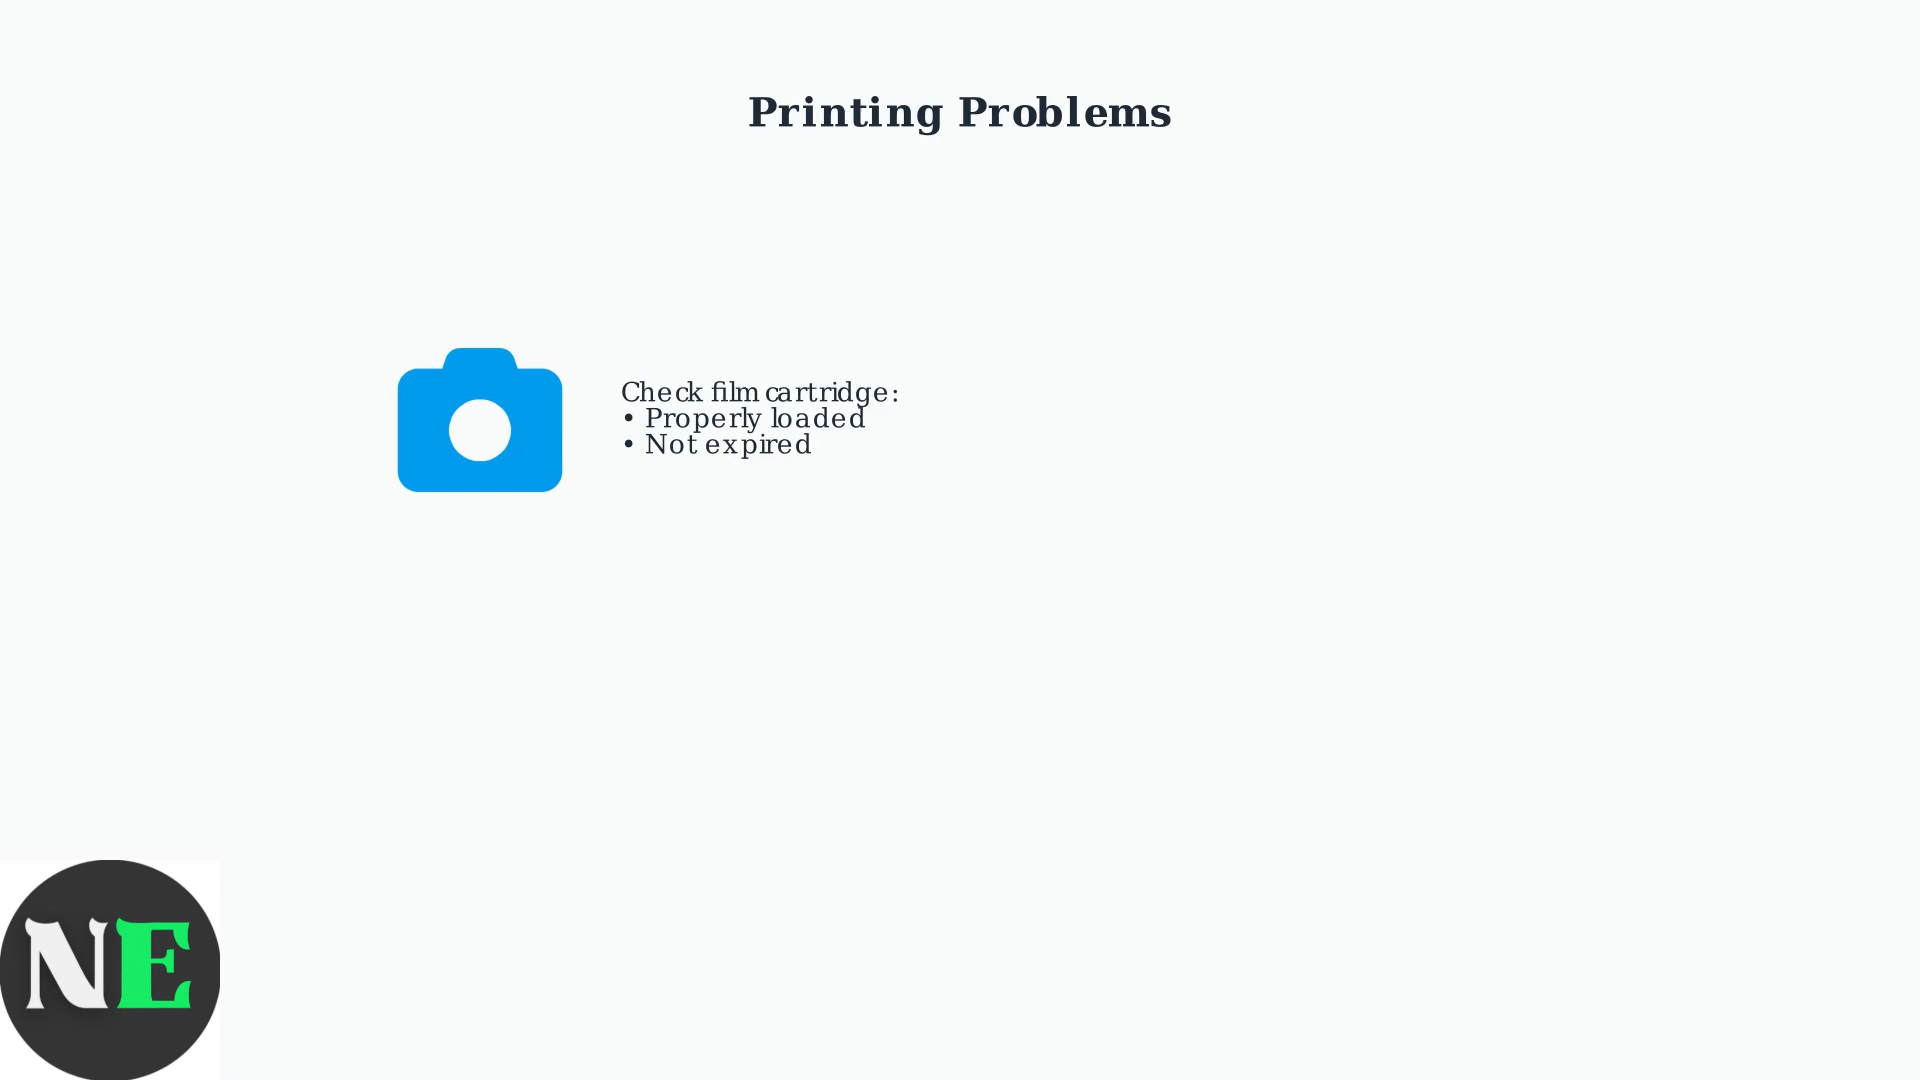 Printing Problems
Check film cartridge:
• Properly loaded
• Not expired
NE